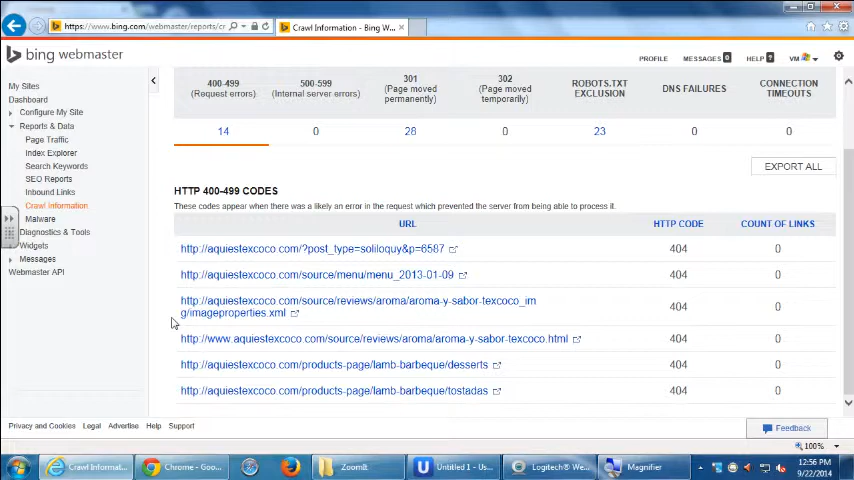 https://www.bing.com/webmaster/reports/cr
Crawl Information - Bing W...
bing webmaster
PROFILE
MESSAGES 0
HELP ?
VM
My Sites
Dashboard
Configure My Site
Reports & Data
Page Traffic
Index Explorer
Search Keywords
SEO Reports
Inbound Links
Crawl Information
Malware
Diagnostics & Tools
Widgets
Messages
Webmaster API
400-499
(Request errors)
500-599
(Internal server errors)
301
(Page moved
permanently)
302
(Page moved
temporarily)
ROBOTS.TXT
EXCLUSION
DNS FAILURES
CONNECTION
TIMEOUTS
14
0
28
0
23
0
0
EXPORT ALL
HTTP 400-499 CODES
These codes appear when there was a likely an error in the request which prevented the server from being able to process it.
URL
HTTP CODE
COUNT OF LINKS
http://aquiestexcoco.com/?post_type=soliloquy&p=6587
404
0
http://aquiestexcoco.com/source/menu/menu_2013-01-09
404
0
http://aquiestexcoco.com/source/reviews/aroma/aroma-y-sabor-texcoco_im
g/imageproperties.xml
404
0
http://www.aquiestexcoco.com/source/reviews/aroma/aroma-y-sabor-texcoco.html
404
0
http://aquiestexcoco.com/products-page/lamb-barbeque/desserts
404
0
http://aquiestexcoco.com/products-page/lamb-barbeque/tostadas
404
0
Privacy and Cookies
Legal
Advertise
Help
Support
Feedback
100%
Crawl Informat...
Chrome - Goo...
ZoomIt
Untitled 1 - Us...
Logitech® We...
Magnifier
12:56 PM
9/22/2014